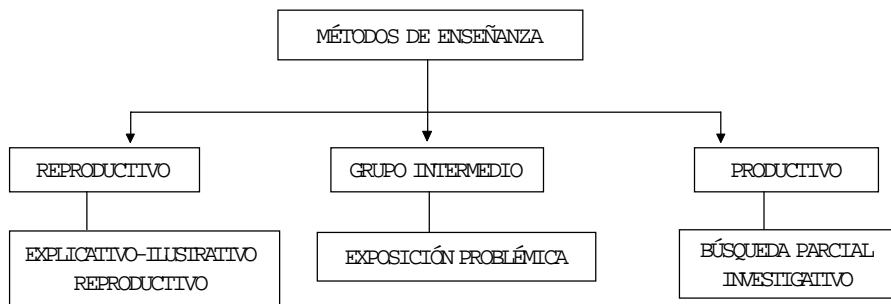 MÉTODOS DE ENSEÑANZA
REPRODUCTIVO
GRUPO INTERMEDIO
PRODUCTIVO
EXPLICATIVO-ILUSTRATIVO
REPRODUCTIVO
EXPOSICIÓN PROBLÉMICA
BÚSQUEDA PARCIAL
INVESTIGATIVO